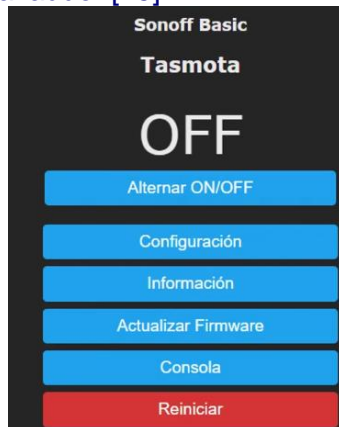 Sonoff Basic
Tasmota
OFF
Alternar ON/OFF
Configuración
Información
Actualizar Firmware
Consola
Reiniciar